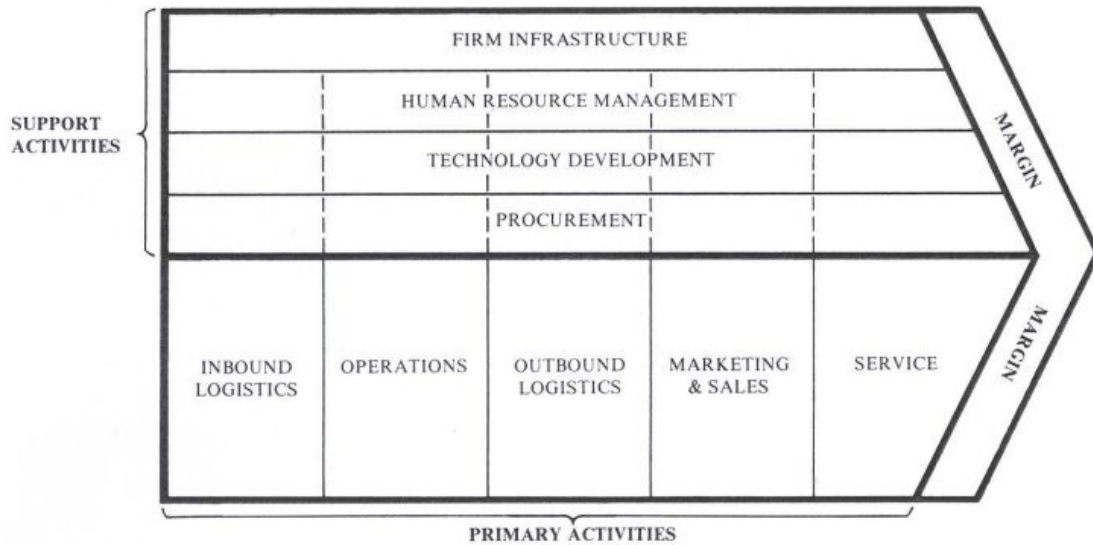 FIRM INFRASTRUCTURE
HUMAN RESOURCE MANAGEMENT
SUPPORT
ACTIVITIES
TECHNOLOGY DEVELOPMENT
PROCUREMENT
MARGIN
MARGIN
INBOUND
LOGISTICS
OPERATIONS
OUTBOUND
LOGISTICS
MARKETING
& SALES
SERVICE
PRIMARY ACTIVITIES